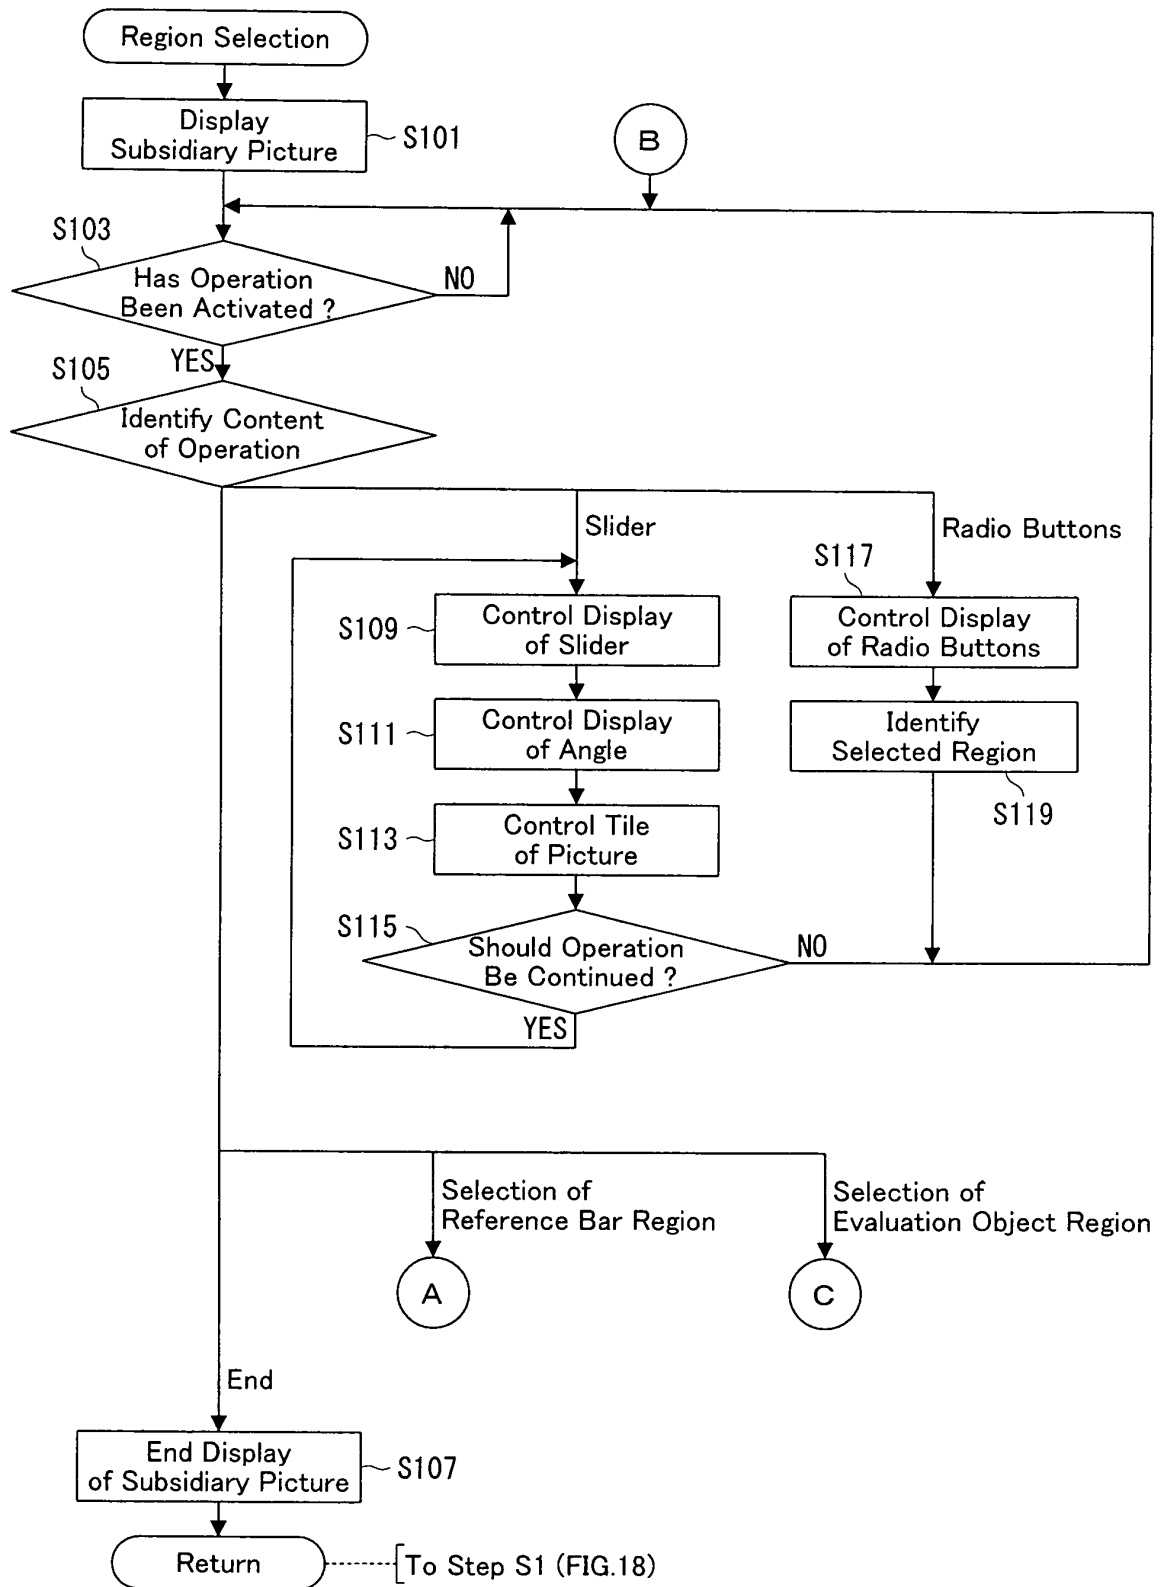 Region Selection
Display
Subsidiary Picture
S101
B
S103
Has Operation
Been Activated ?
NO
YES
S105
Identify Content
of Operation
Slider
Radio Buttons
S109
Control Display
of Slider
S117
Control Display
of Radio Buttons
S111
Control Display
of Angle
Identify
Selected Region
S119
S113
Control Tile
of Picture
S115
Should Operation
Be Continued ?
NO
YES
Selection of
Reference Bar Region
Selection of
Evaluation Object Region
A
C
End
End Display
of Subsidiary Picture
S107
Return
To Step S1 (FIG.18)